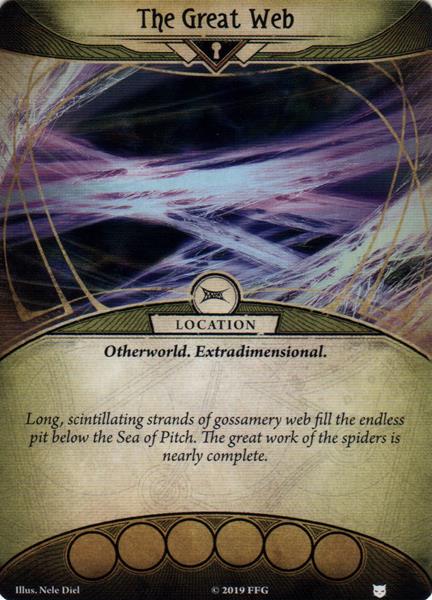 The Great Web
LOCATION
Otherworld. Extradimensional.
Long, scintillating strands of gossamery web fill the endless
pit below the Sea of Pitch. The great work of the spiders is
nearly complete.
Illus. Nele Diel
© 2019 FFG